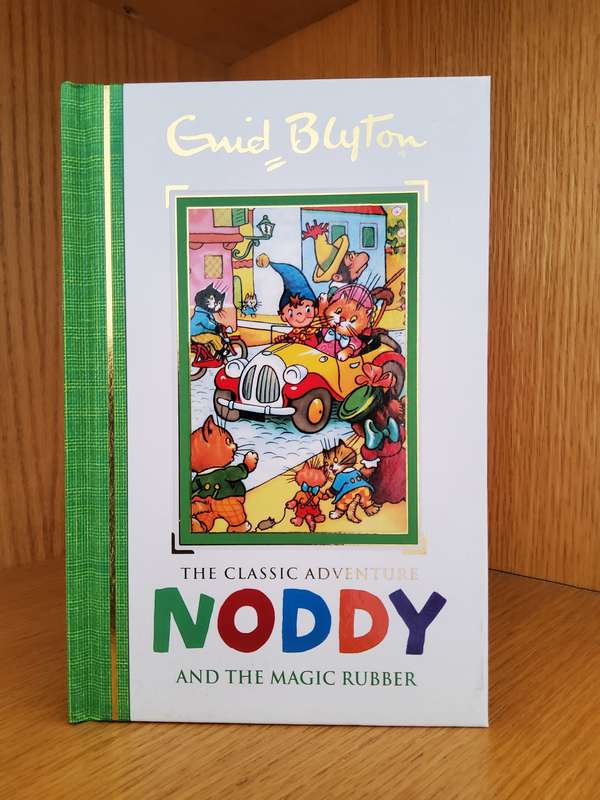 Enid Blyton
THE CLASSIC ADVENTURE
NODDY
AND THE MAGIC RUBBER